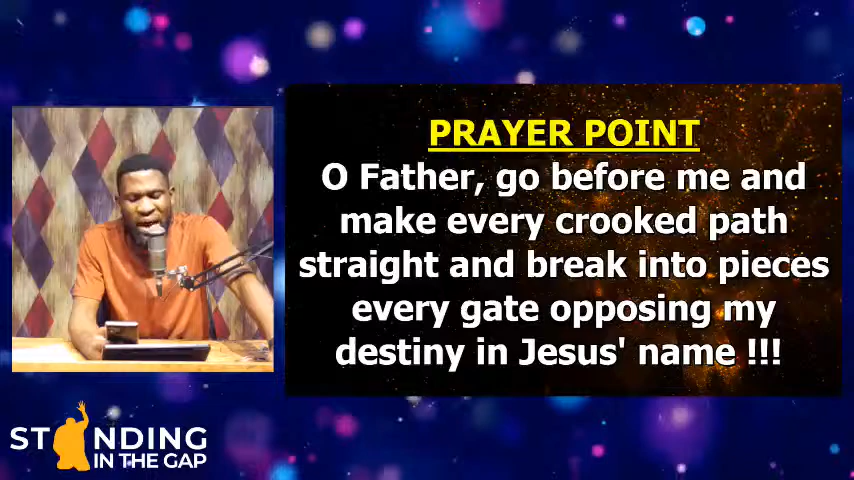 PRAYER POINT
O Father, go before me and
make every crooked path
straight and break into pieces
every gate opposing my
destiny in Jesus' name !!!
STANDING
IN THE GAP